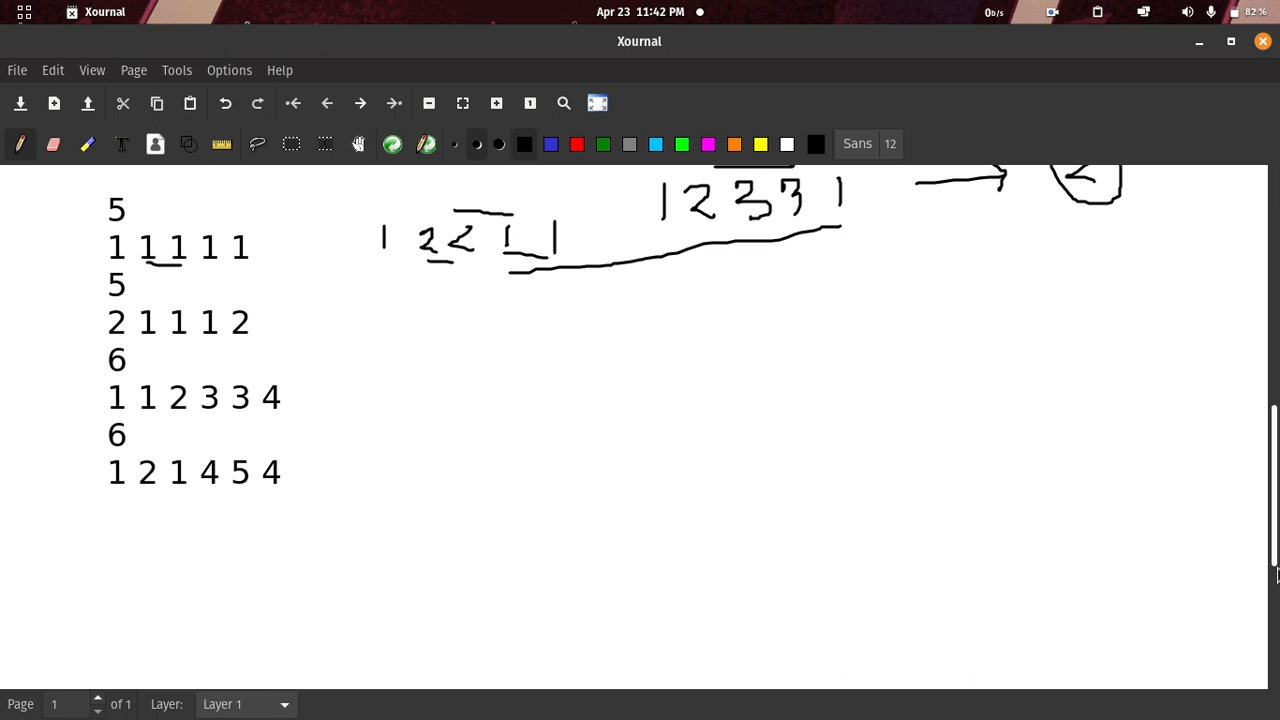 Xournal
Apr 23 11:42 PM
0b/s
82 %
Xournal
File Edit View Page Tools Options Help
Sans 12
5
1 1 1 1 1
5
2 1 1 1 2
6
1 1 2 3 3 4
6
1 2 1 4 5 4
1 2 3 3 1
2
1 2 2 1 1
Page 1 of 1 Layer: Layer 1